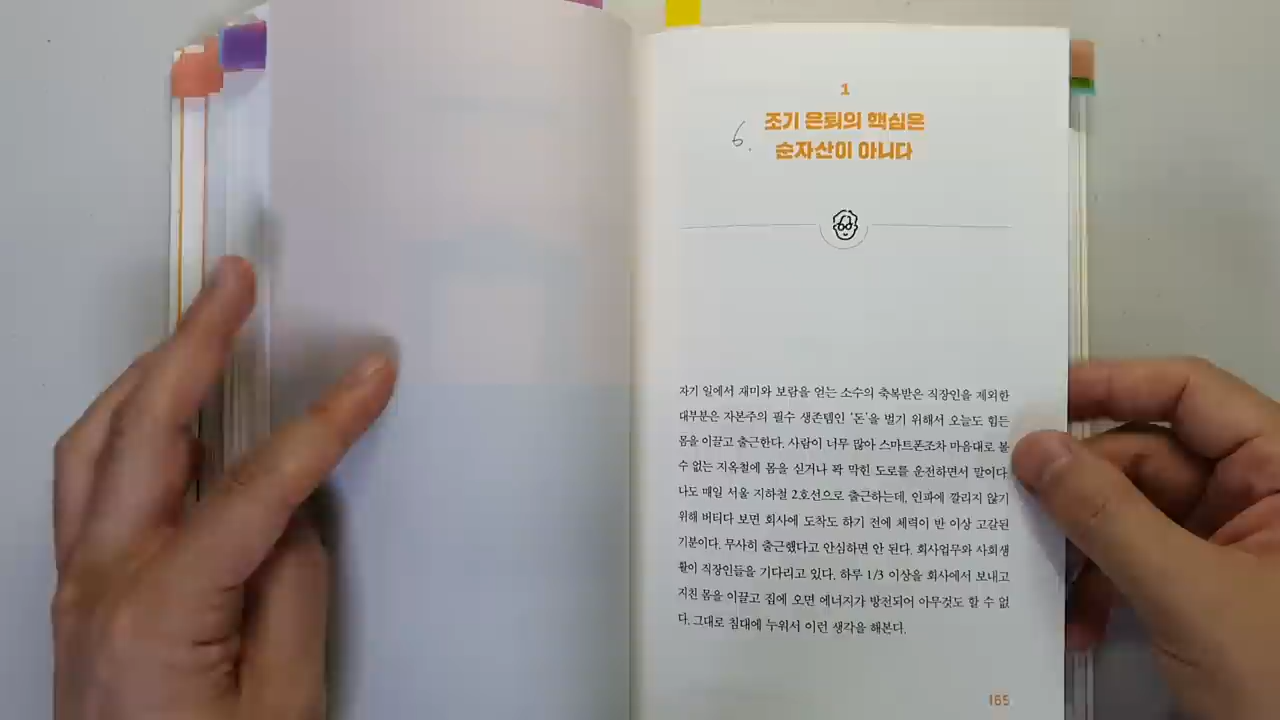 1
6.
조기 은퇴의 핵심은
순자산이 아니다
자기 일에서 재미와 보람을 얻는 소수의 축복받은 직장인을 제외한
대부분은 자본주의 필수 생존템인 ‘돈’을 벌기 위해서 오늘도 힘든
몸을 이끌고 출근한다. 사람이 너무 많아 스마트폰조차 마음대로 볼
수 없는 지옥철에 몸을 싣거나 꽉 막힌 도로를 운전하면서 말이다.
나도 매일 서울 지하철 2호선으로 출근하는데, 인파에 깔리지 않기
위해 버티다 보면 회사에 도착도 하기 전에 체력이 반 이상 고갈된
기분이다. 무사히 출근했다고 안심하면 안 된다. 회사업무와 사회생
활이 직장인들을 기다리고 있다. 하루 1/3 이상을 회사에서 보내고
지친 몸을 이끌고 집에 오면 에너지가 방전되어 아무것도 할 수 없
다. 그대로 침대에 누워서 이런 생각을 해본다.
165